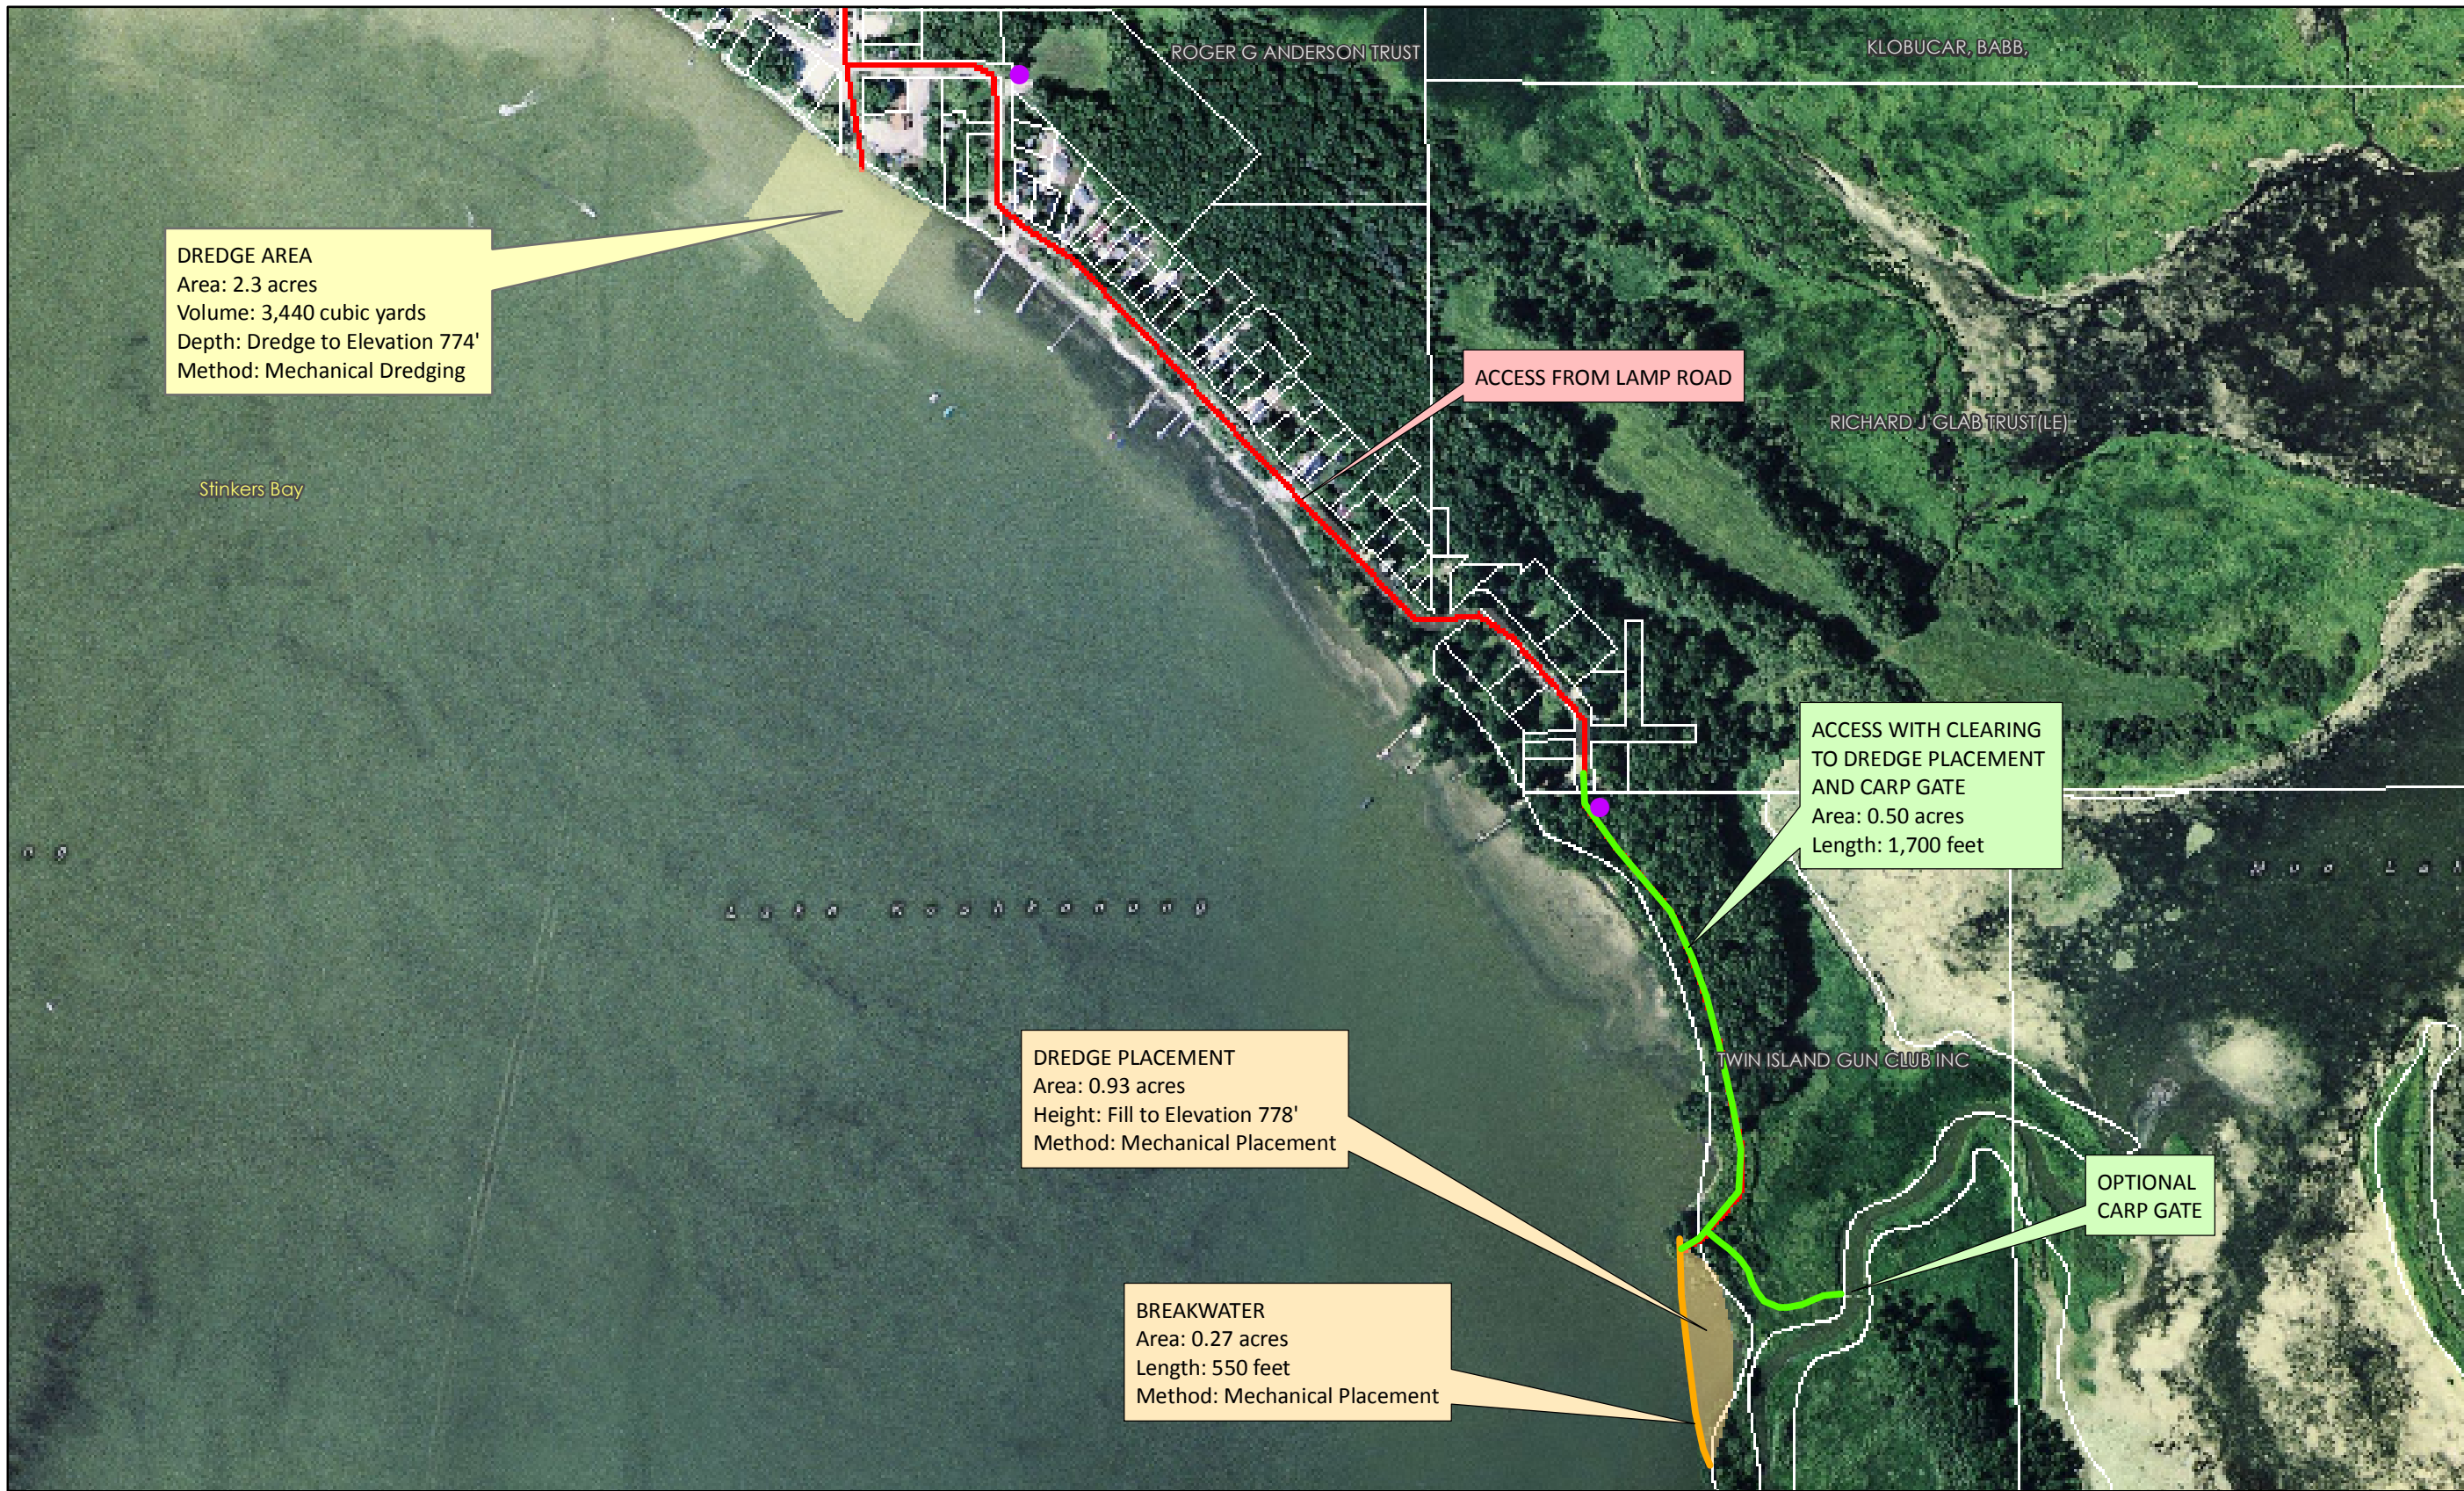 ROGER G ANDERSON TRUST
KLOBUCAR, BABB,
DREDGE AREA
Area: 2.3 acres
Volume: 3,440 cubic yards
Depth: Dredge to Elevation 774'
Method: Mechanical Dredging
ACCESS FROM LAMP ROAD
RICHARD J GLAB TRUST(LE)
Stinkers Bay
ACCESS WITH CLEARING
TO DREDGE PLACEMENT
AND CARP GATE
Area: 0.50 acres
Length: 1,700 feet
n g
Lake Koshkonong
DREDGE PLACEMENT
Area: 0.93 acres
Height: Fill to Elevation 778'
Method: Mechanical Placement
TWIN ISLAND GUN CLUB INC
OPTIONAL
CARP GATE
BREAKWATER
Area: 0.27 acres
Length: 550 feet
Method: Mechanical Placement